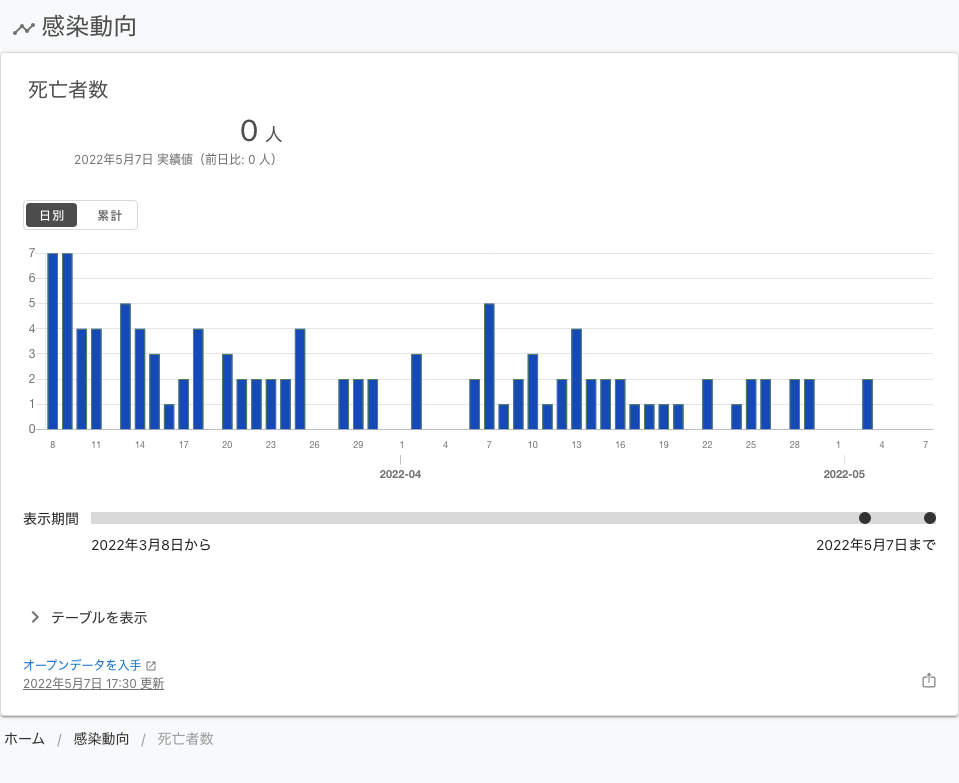 感染動向
死亡者数
0 人
2022年5月7日 実績値（前日比: 0 人）
日別 累計
7
6
5
4
3
2
1
0
8 11 14 17 20 23 26 29 1 4 7 10 13 16 19 22 25 28 1 4 7
2022-04 2022-05
表示期間
2022年3月8日から 2022年5月7日まで
テーブルを表示
オープンデータを入手
2022年5月7日 17:30 更新
ホーム / 感染動向 / 死亡者数